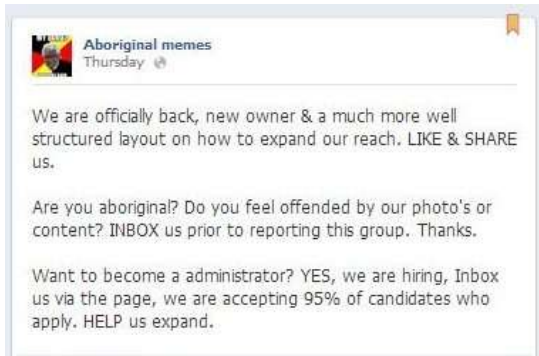 Aboriginal memes
Thursday
We are officially back, new owner & a much more well
structured layout on how to expand our reach. LIKE & SHARE
us.
Are you aboriginal? Do you feel offended by our photo's or
content? INBOX us prior to reporting this group. Thanks.
Want to become a administrator? YES, we are hiring, Inbox
us via the page, we are accepting 95% of candidates who
apply. HELP us expand.